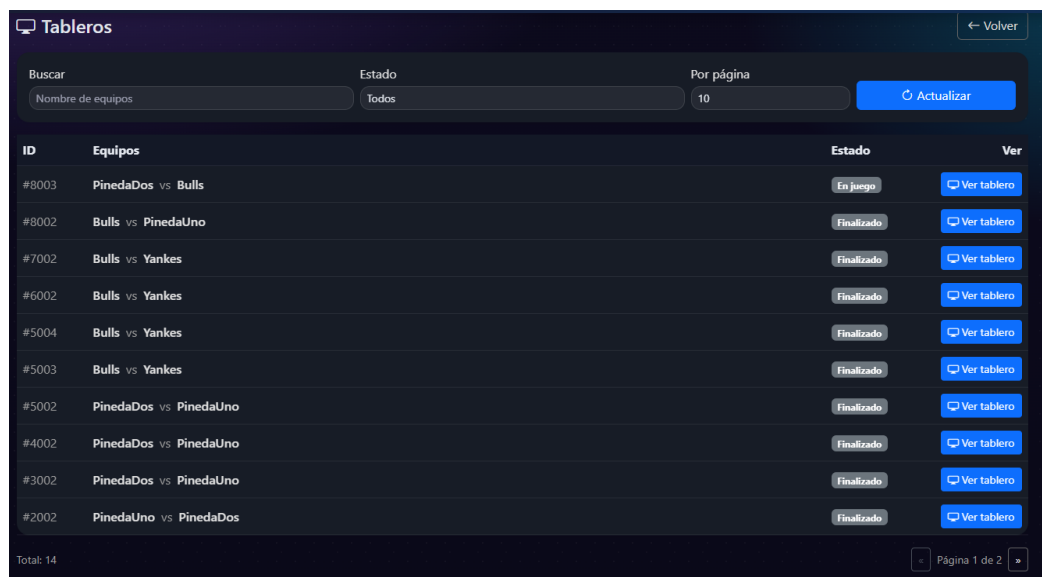 Tableros
← Volver
Buscar Estado Por página
Nombre de equipos Todos 10 Actualizar
ID Equipos Estado Ver
#8003 PinedaDos vs Bulls En juego Ver tablero
#8002 Bulls vs PinedaUno Finalizado Ver tablero
#7002 Bulls vs Yankes Finalizado Ver tablero
#6002 Bulls vs Yankes Finalizado Ver tablero
#5004 Bulls vs Yankes Finalizado Ver tablero
#5003 Bulls vs Yankes Finalizado Ver tablero
#5002 PinedaDos vs PinedaUno Finalizado Ver tablero
#4002 PinedaDos vs PinedaUno Finalizado Ver tablero
#3002 PinedaDos vs PinedaUno Finalizado Ver tablero
#2002 PinedaUno vs PinedaDos Finalizado Ver tablero
Total: 14 « Página 1 de 2 »